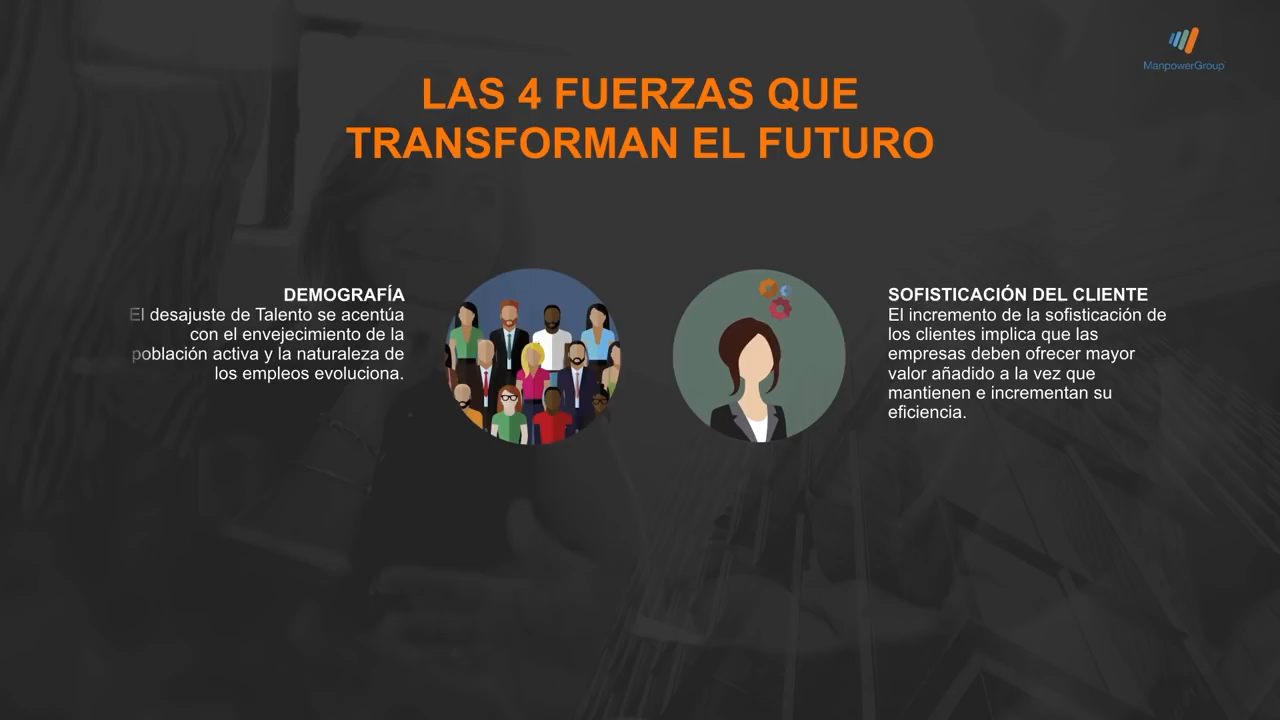 ManpowerGroup
LAS 4 FUERZAS QUE
TRANSFORMAN EL FUTURO
DEMOGRAFÍA
El desajuste de Talento se acentúa
con el envejecimiento de la
población activa y la naturaleza de
los empleos evoluciona.
SOFISTICACIÓN DEL CLIENTE
El incremento de la sofisticación de
los clientes implica que las
empresas deben ofrecer mayor
valor añadido a la vez que
mantienen e incrementan su
eficiencia.